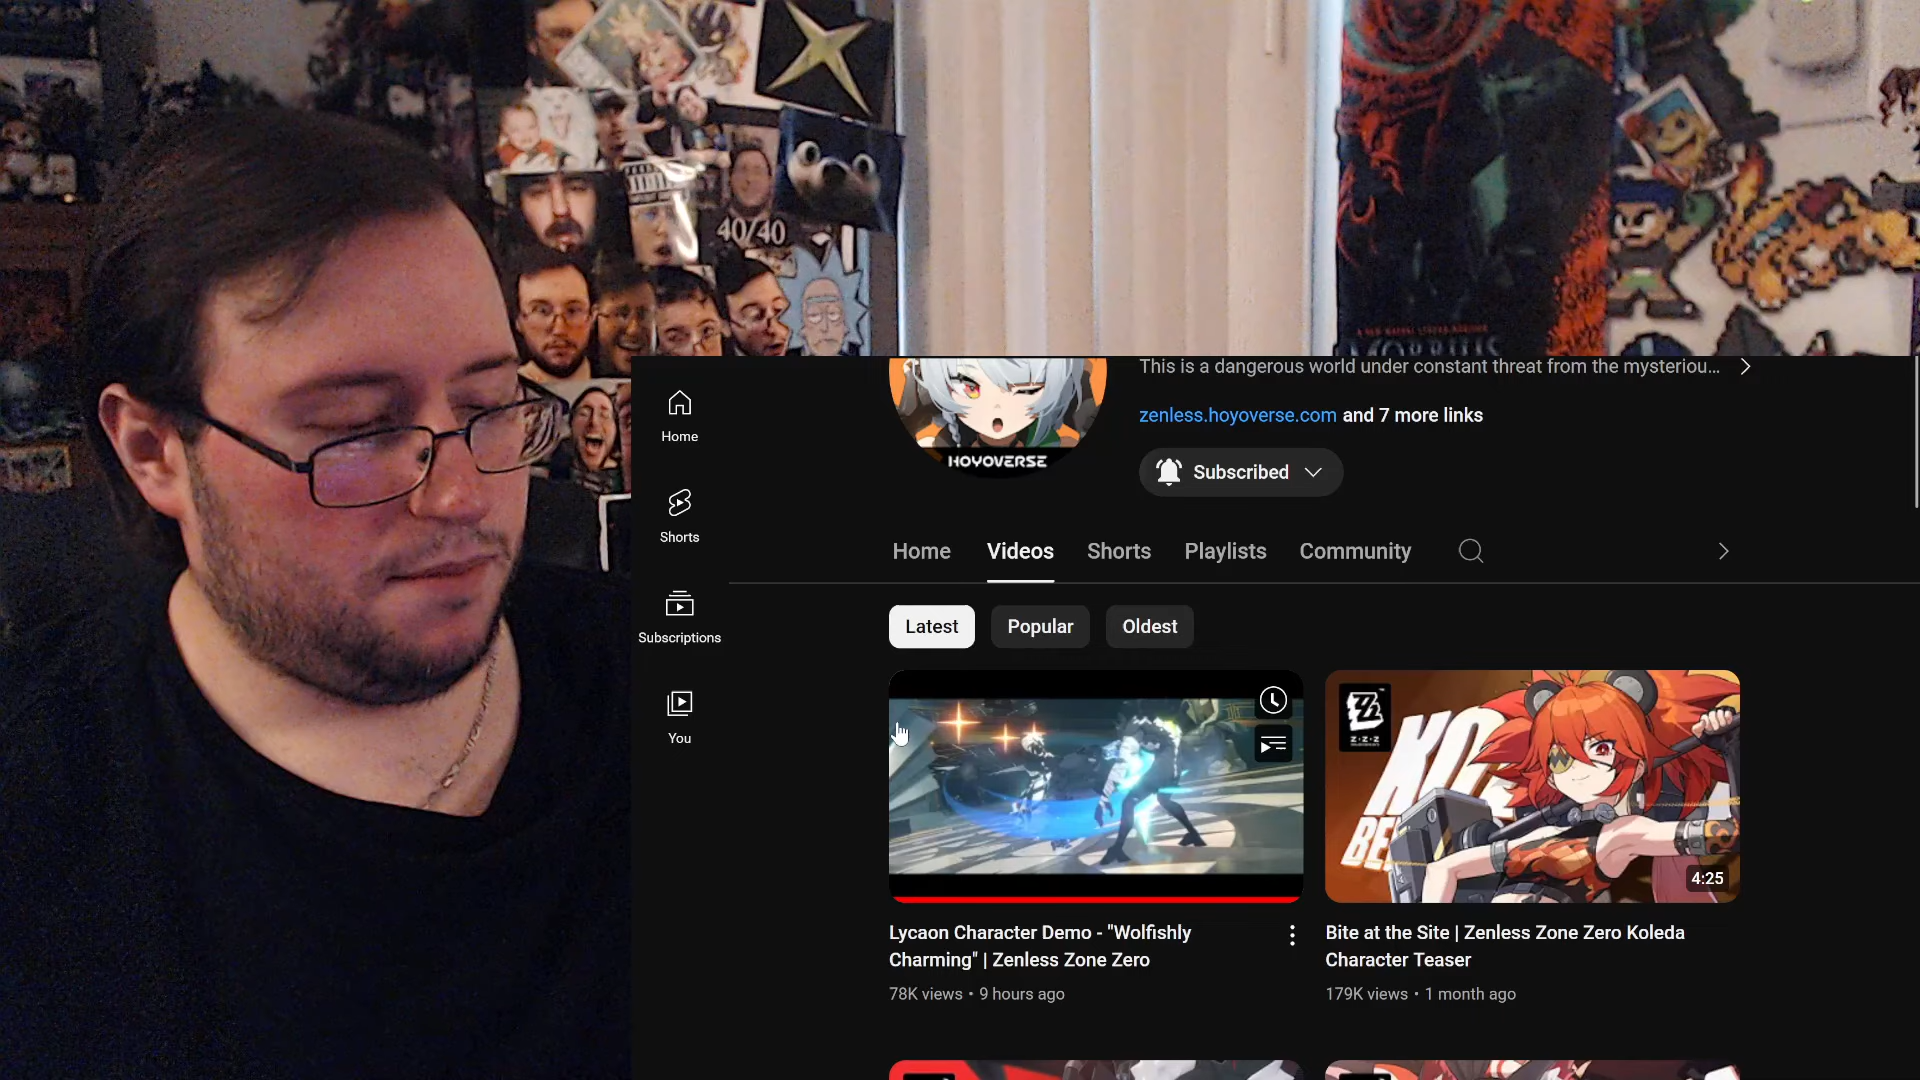 40/40
MORBIUS
This is a dangerous world under constant threat from the mysteriou...
HOYOVERSE
zenless.hoyoverse.com and 7 more links
Subscribed
Home
Shorts
Subscriptions
You
Home Videos Shorts Playlists Community
Latest Popular Oldest
Z·Z·Z
KO
BE
4:25
Lycaon Character Demo - "Wolfishly
Charming" | Zenless Zone Zero
78K views • 9 hours ago
Bite at the Site | Zenless Zone Zero Koleda
Character Teaser
179K views • 1 month ago